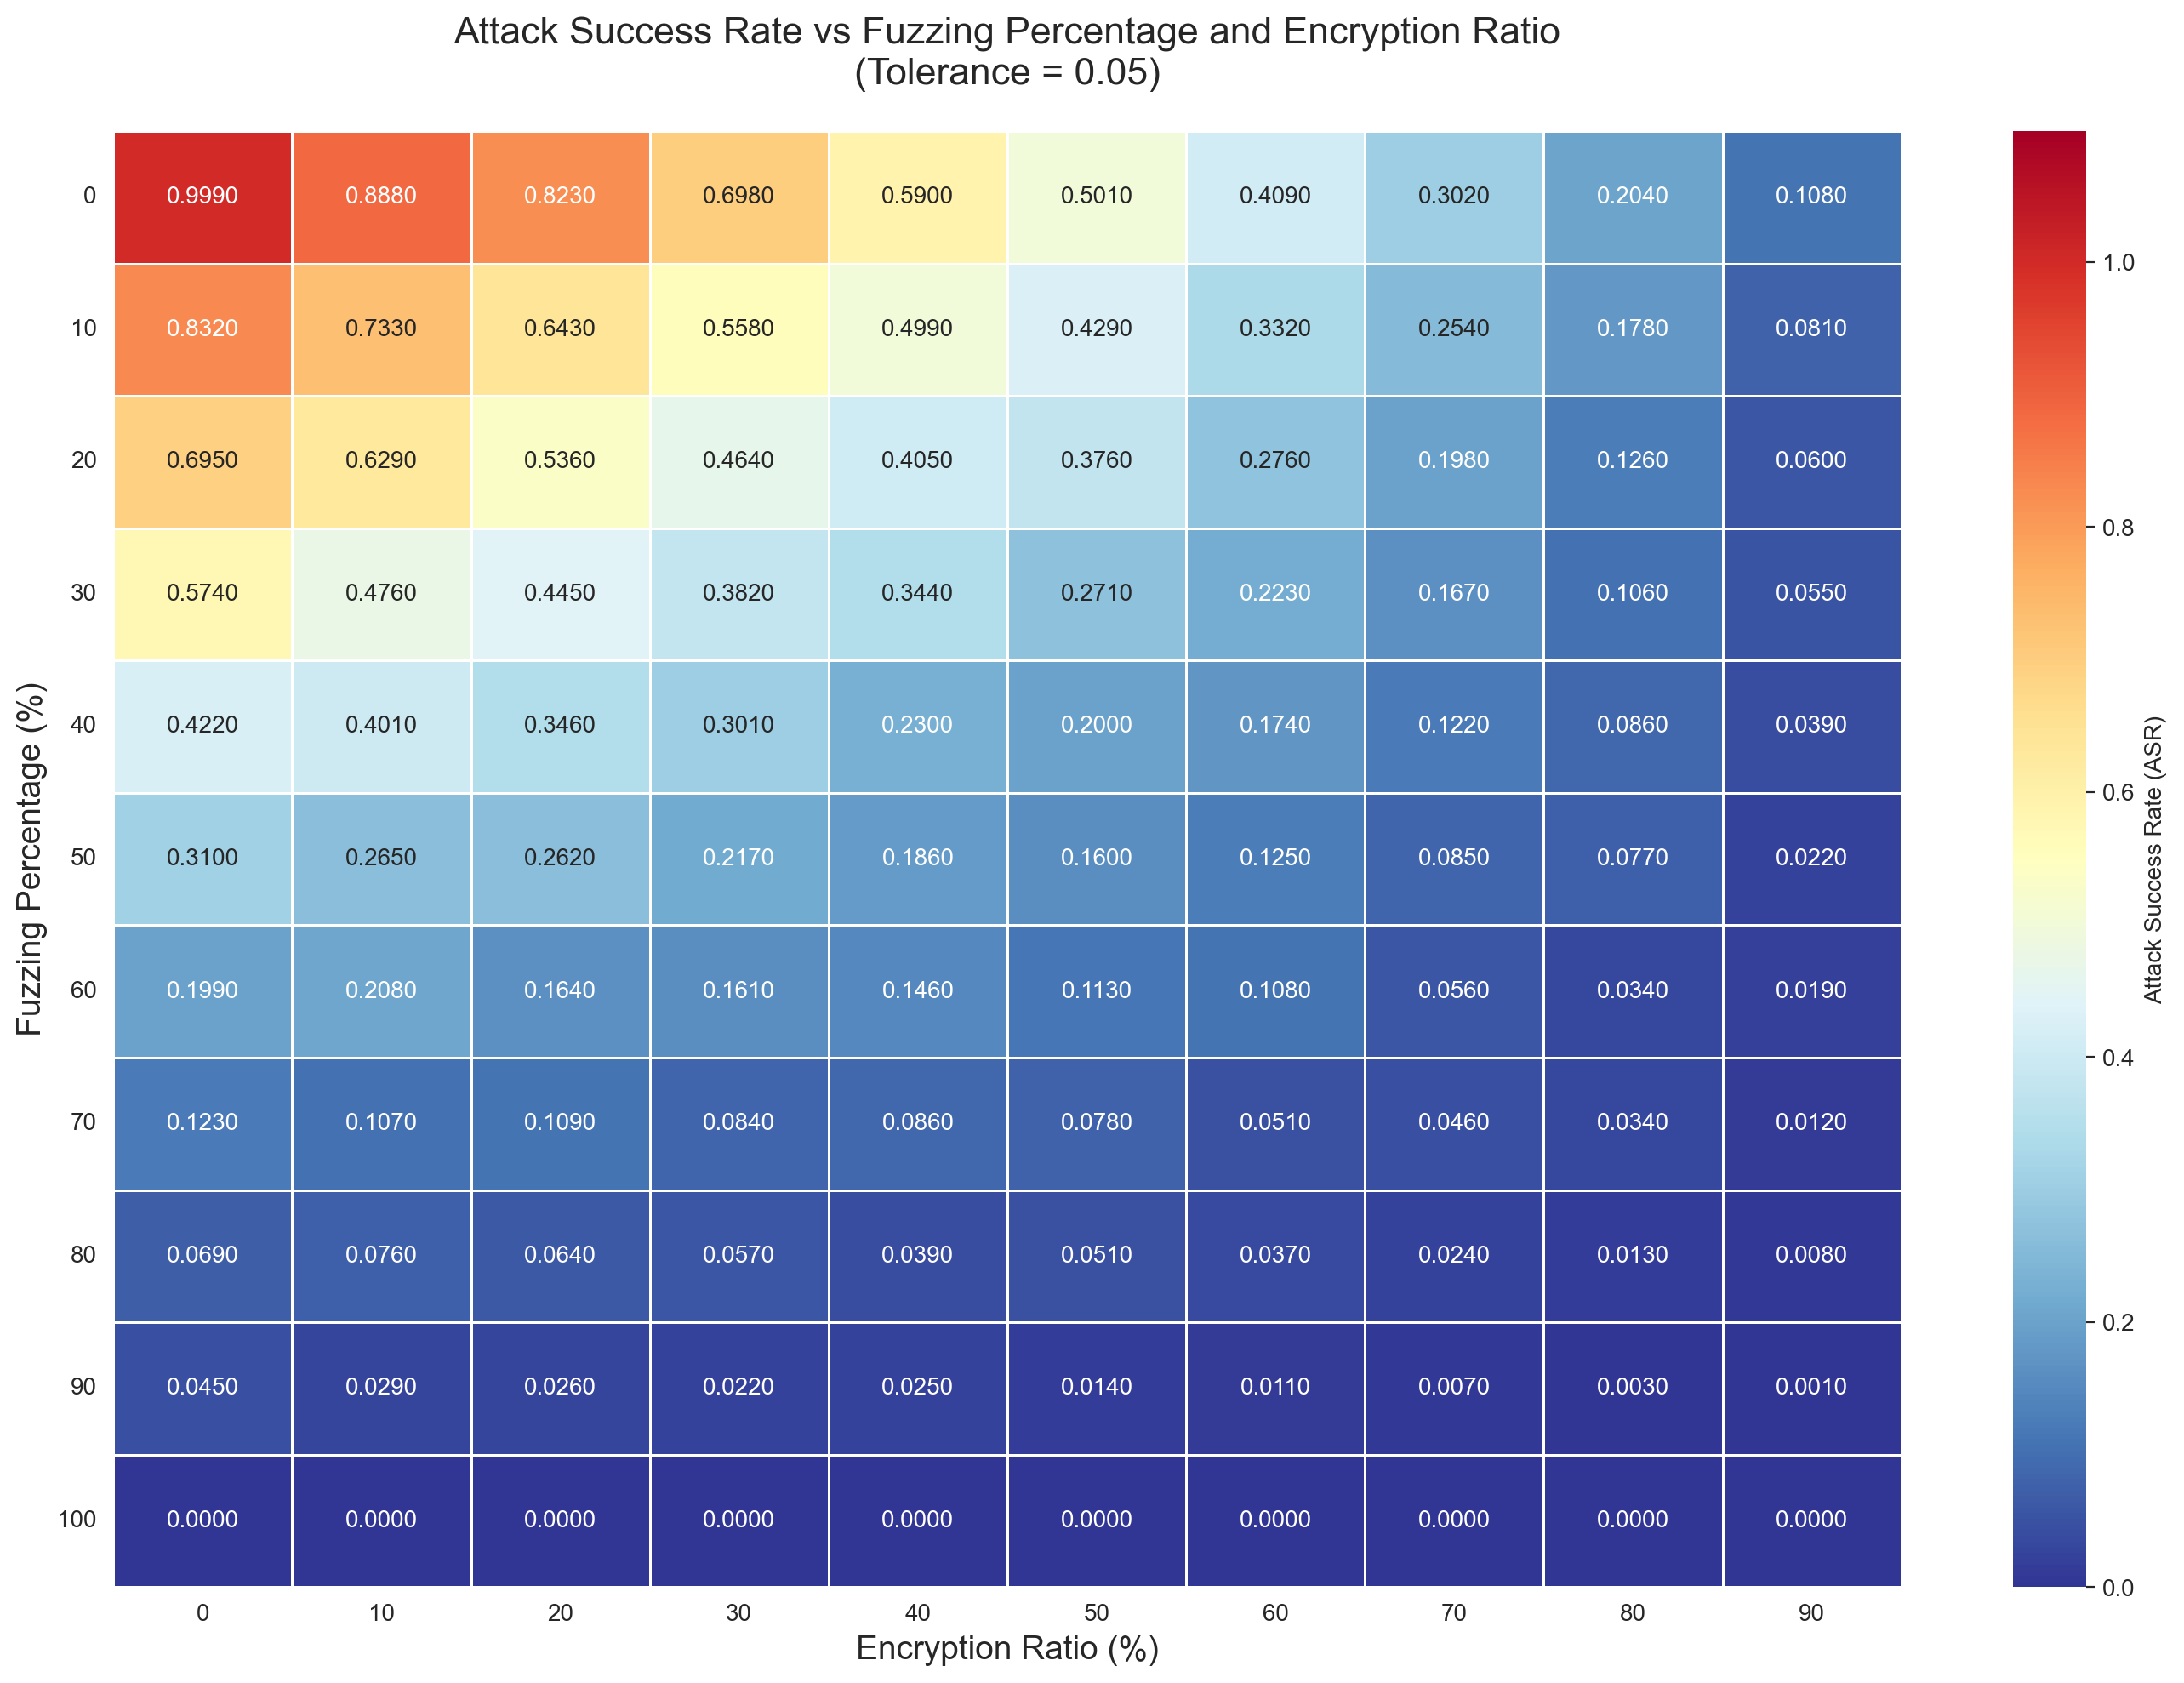 Attack Success Rate vs Fuzzing Percentage and Encryption Ratio
(Tolerance = 0.05)
Fuzzing Percentage (%)
0 0.9990 0.8880 0.8230 0.6980 0.5900 0.5010 0.4090 0.3020 0.2040 0.1080
10 0.8320 0.7330 0.6430 0.5580 0.4990 0.4290 0.3320 0.2540 0.1780 0.0810
20 0.6950 0.6290 0.5360 0.4640 0.4050 0.3760 0.2760 0.1980 0.1260 0.0600
30 0.5740 0.4760 0.4450 0.3820 0.3440 0.2710 0.2230 0.1670 0.1060 0.0550
40 0.4220 0.4010 0.3460 0.3010 0.2300 0.2000 0.1740 0.1220 0.0860 0.0390
50 0.3100 0.2650 0.2620 0.2170 0.1860 0.1600 0.1250 0.0850 0.0770 0.0220
60 0.1990 0.2080 0.1640 0.1610 0.1460 0.1130 0.1080 0.0560 0.0340 0.0190
70 0.1230 0.1070 0.1090 0.0840 0.0860 0.0780 0.0510 0.0460 0.0340 0.0120
80 0.0690 0.0760 0.0640 0.0570 0.0390 0.0510 0.0370 0.0240 0.0130 0.0080
90 0.0450 0.0290 0.0260 0.0220 0.0250 0.0140 0.0110 0.0070 0.0030 0.0010
100 0.0000 0.0000 0.0000 0.0000 0.0000 0.0000 0.0000 0.0000 0.0000 0.0000
0 10 20 30 40 50 60 70 80 90
Encryption Ratio (%)
1.0
0.8
0.6
0.4
0.2
0.0
Attack Success Rate (ASR)